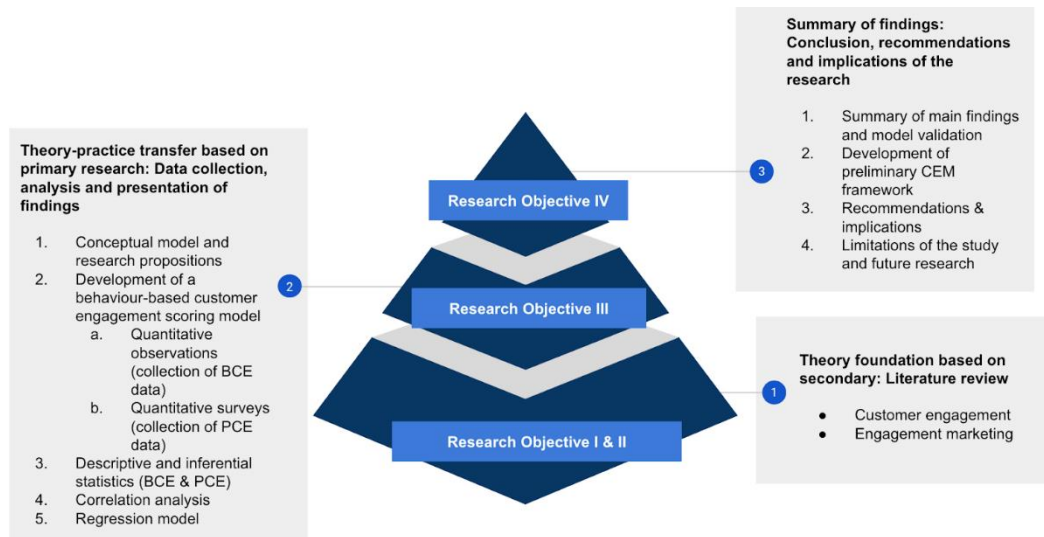 Summary of findings:
Conclusion, recommendations
and implications of the
research
1. Summary of main findings
and model validation
2. Development of
preliminary CEM
framework
3. Recommendations &
implications
4. Limitations of the study
and future research
3
Theory-practice transfer based on
primary research: Data collection,
analysis and presentation of
findings
1. Conceptual model and
research propositions
2. Development of a
behaviour-based customer
engagement scoring model
a. Quantitative
observations
(collection of BCE
data)
b. Quantitative surveys
(collection of PCE
data)
3. Descriptive and inferential
statistics (BCE & PCE)
4. Correlation analysis
5. Regression model
2
Research Objective IV
Research Objective III
Research Objective I & II
1
Theory foundation based on
secondary: Literature review
● Customer engagement
● Engagement marketing